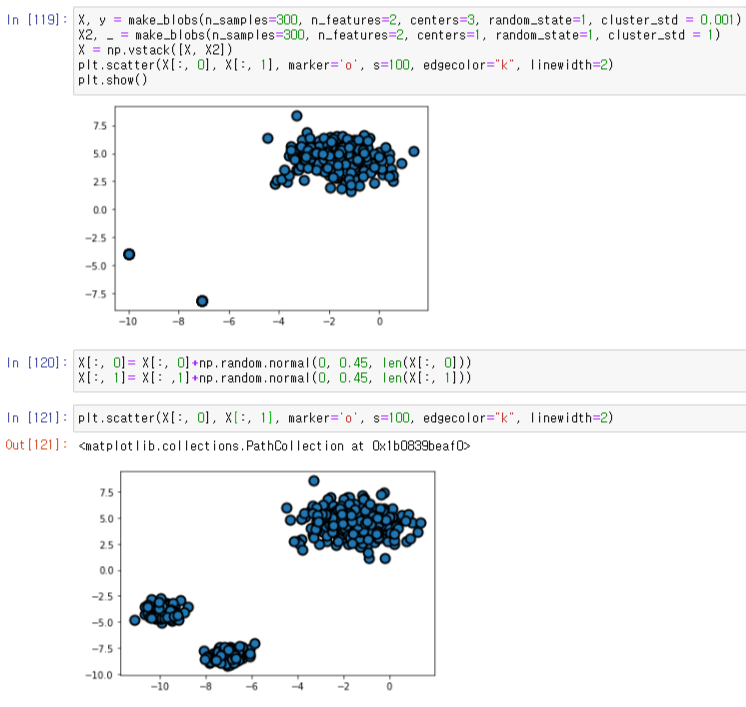 In [119]: X, y = make_blobs(n_samples=300, n_features=2, centers=3, random_state=1, cluster_std = 0.001)
X2, _ = make_blobs(n_samples=300, n_features=2, centers=1, random_state=1, cluster_std = 1)
X = np.vstack([X, X2])
plt.scatter(X[:, 0], X[:, 1], marker='o', s=100, edgecolor="k", linewidth=2)
plt.show()
7.5
5.0
2.5
0.0
−2.5
−5.0
−7.5
−10 −8 −6 −4 −2 0
In [120]: X[:, 0]= X[:, 0]+np.random.normal(0, 0.45, len(X[:, 0]))
X[:, 1]= X[: ,1]+np.random.normal(0, 0.45, len(X[:, 1]))
In [121]: plt.scatter(X[:, 0], X[:, 1], marker='o', s=100, edgecolor="k", linewidth=2)
Out[121]: <matplotlib.collections.PathCollection at 0x1b0839beaf0>
7.5
5.0
2.5
0.0
−2.5
−5.0
−7.5
−10.0
−10 −8 −6 −4 −2 0